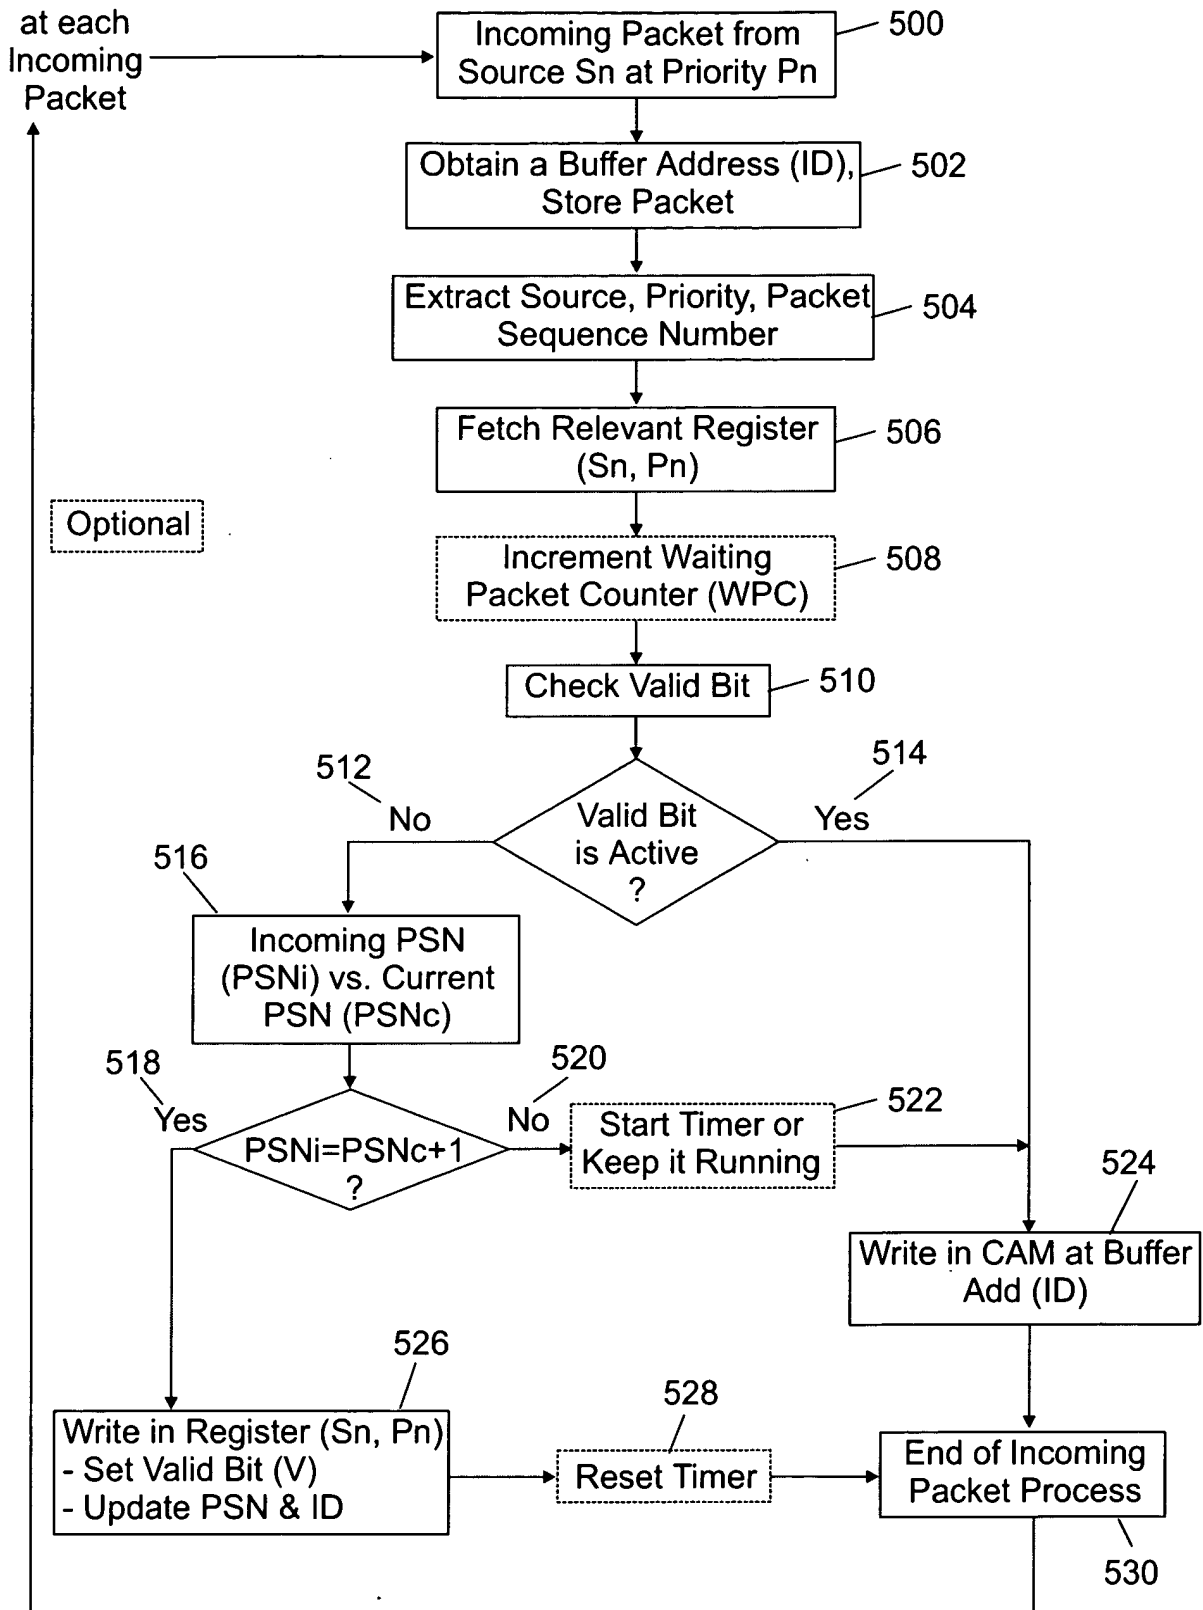 at each
Incoming
Packet
Incoming Packet from
Source Sn at Priority Pn
500
Obtain a Buffer Address (ID),
Store Packet
502
Extract Source, Priority, Packet
Sequence Number
504
Fetch Relevant Register
(Sn, Pn)
506
Optional
Increment Waiting
Packet Counter (WPC)
508
Check Valid Bit
510
512
No
Valid Bit
is Active
?
514
Yes
516
Incoming PSN
(PSNi) vs. Current
PSN (PSNc)
518
Yes
PSNi=PSNc+1
?
520
No
Start Timer or
Keep it Running
522
524
Write in CAM at Buffer
Add (ID)
526
Write in Register (Sn, Pn)
- Set Valid Bit (V)
- Update PSN & ID
528
Reset Timer
End of Incoming
Packet Process
530